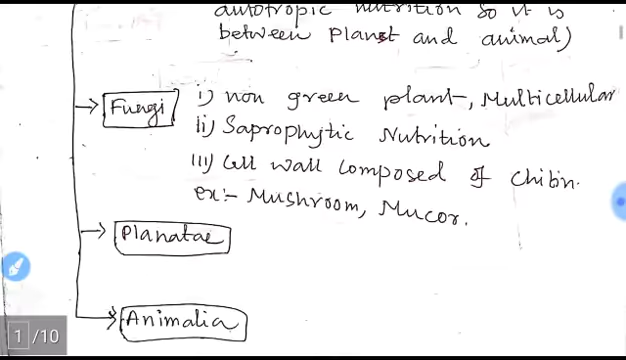 autotropic nutrition so it is
between Planet and animal)
Fungi
i) non green plant, Multicellular
ii) Saprophytic Nutrition
iii) Cell wall composed of Chitin.
ex:- Mushroom, Mucor.
Planatae
Animalia
1 /10